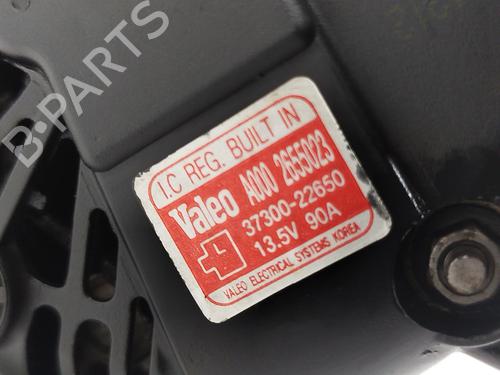 B-PARTS
I.C REG. BUILT IN
Valeo A000 2655023
37300-22650
13.5V 90A
L
VALEO ELECTRICAL SYSTEMS KOREA